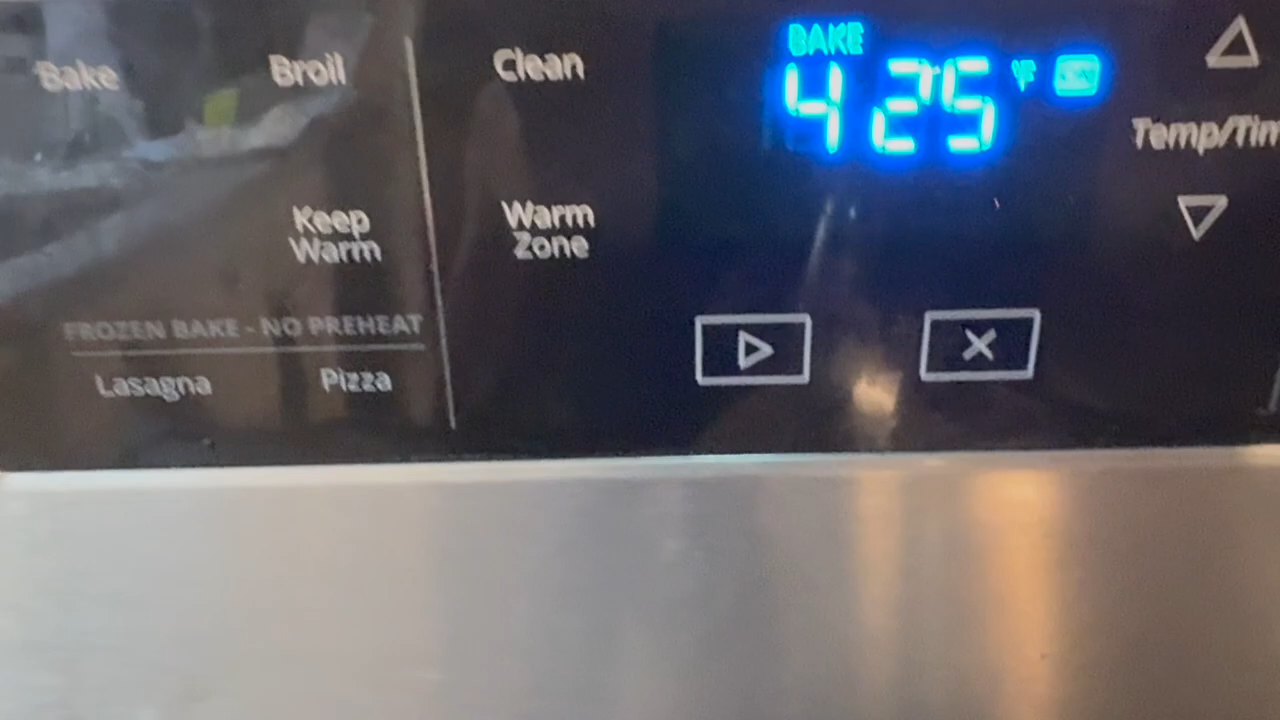 Bake
Broil
Clean
BAKE
425 °F
Temp/Tim
Keep
Warm
Warm
Zone
FROZEN BAKE - NO PREHEAT
Lasagna
Pizza